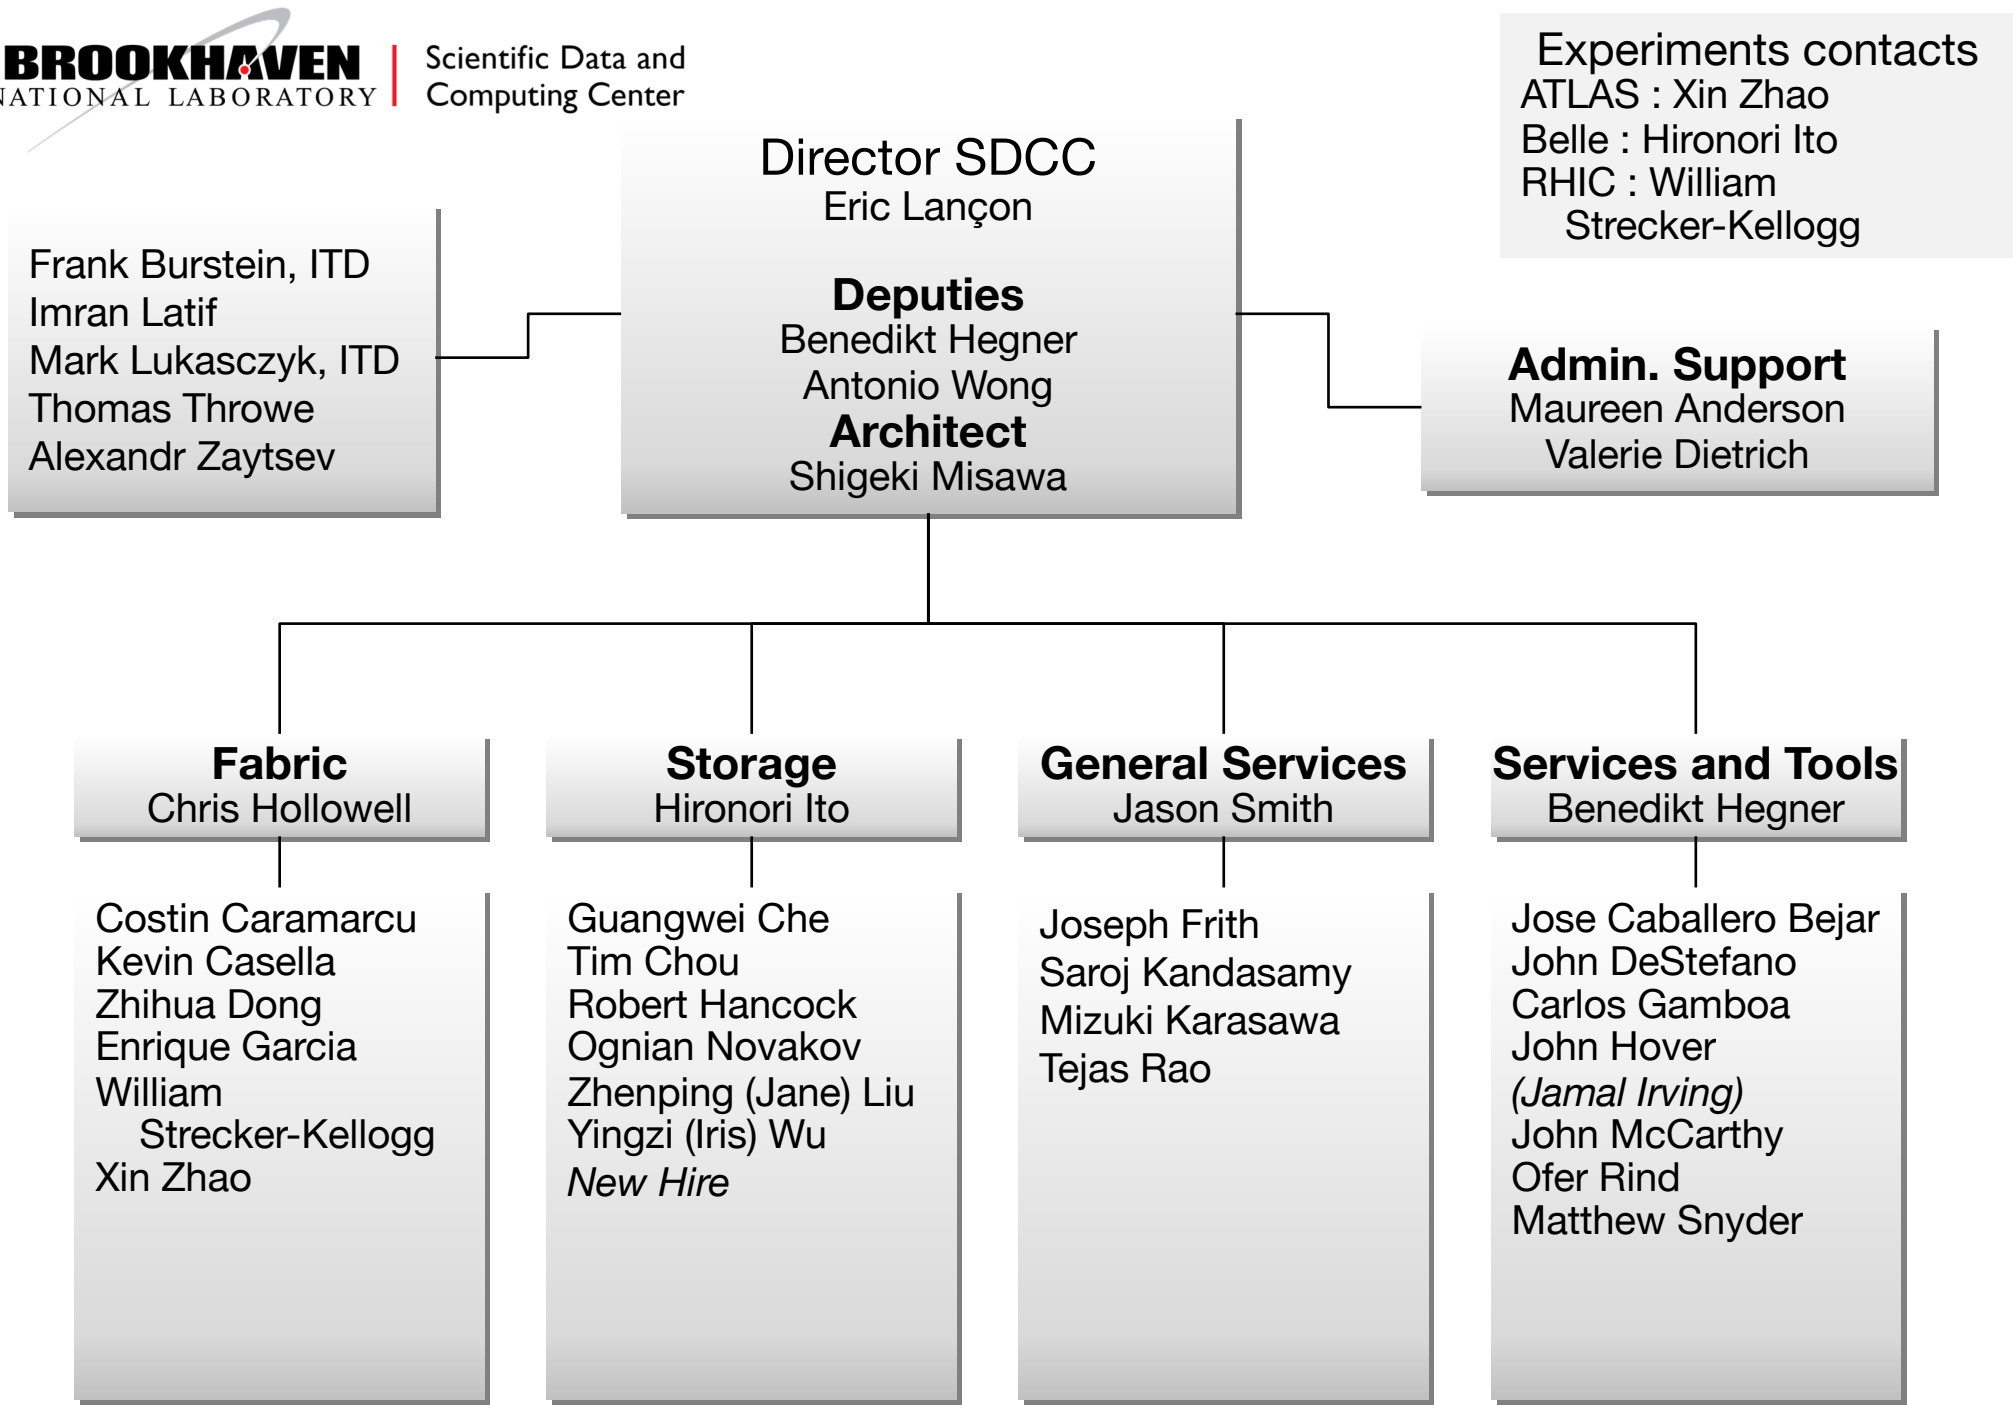 BROOKHAVEN
NATIONAL LABORATORY
Scientific Data and
Computing Center
Experiments contacts
ATLAS : Xin Zhao
Belle : Hironori Ito
RHIC : William
Strecker-Kellogg
Director SDCC
Eric Lançon
Deputies
Benedikt Hegner
Antonio Wong
Architect
Shigeki Misawa
Frank Burstein, ITD
Imran Latif
Mark Lukasczyk, ITD
Thomas Throwe
Alexandr Zaytsev
Admin. Support
Maureen Anderson
Valerie Dietrich
Fabric
Chris Hollowell
Costin Caramarcu
Kevin Casella
Zhihua Dong
Enrique Garcia
William
Strecker-Kellogg
Xin Zhao
Storage
Hironori Ito
Guangwei Che
Tim Chou
Robert Hancock
Ognian Novakov
Zhenping (Jane) Liu
Yingzi (Iris) Wu
New Hire
General Services
Jason Smith
Joseph Frith
Saroj Kandasamy
Mizuki Karasawa
Tejas Rao
Services and Tools
Benedikt Hegner
Jose Caballero Bejar
John DeStefano
Carlos Gamboa
John Hover
(Jamal Irving)
John McCarthy
Ofer Rind
Matthew Snyder